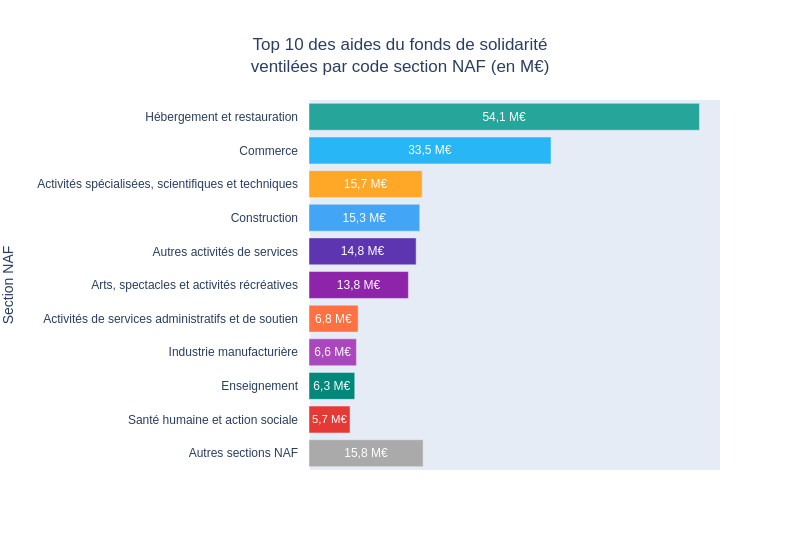 Top 10 des aides du fonds de solidarité
ventilées par code section NAF (en M€)
Section NAF
Hébergement et restauration 54,1 M€
Commerce 33,5 M€
Activités spécialisées, scientifiques et techniques 15,7 M€
Construction 15,3 M€
Autres activités de services 14,8 M€
Arts, spectacles et activités récréatives 13,8 M€
Activités de services administratifs et de soutien 6,8 M€
Industrie manufacturière 6,6 M€
Enseignement 6,3 M€
Santé humaine et action sociale 5,7 M€
Autres sections NAF 15,8 M€